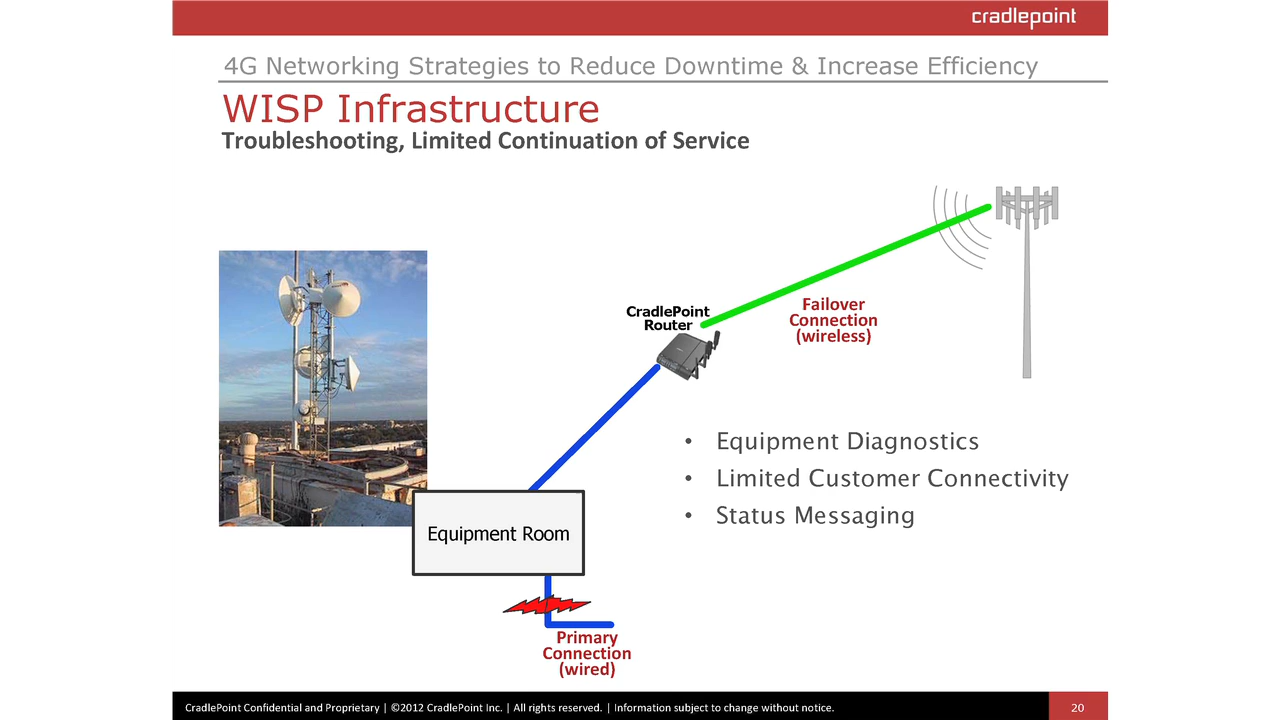 cradlepoint
4G Networking Strategies to Reduce Downtime & Increase Efficiency
WISP Infrastructure
Troubleshooting, Limited Continuation of Service
CradlePoint
Router
Failover
Connection
(wireless)
• Equipment Diagnostics
• Limited Customer Connectivity
• Status Messaging
Equipment Room
Primary
Connection
(wired)
CradlePoint Confidential and Proprietary | ©2012 CradlePoint Inc. | All rights reserved. | Information subject to change without notice.
20